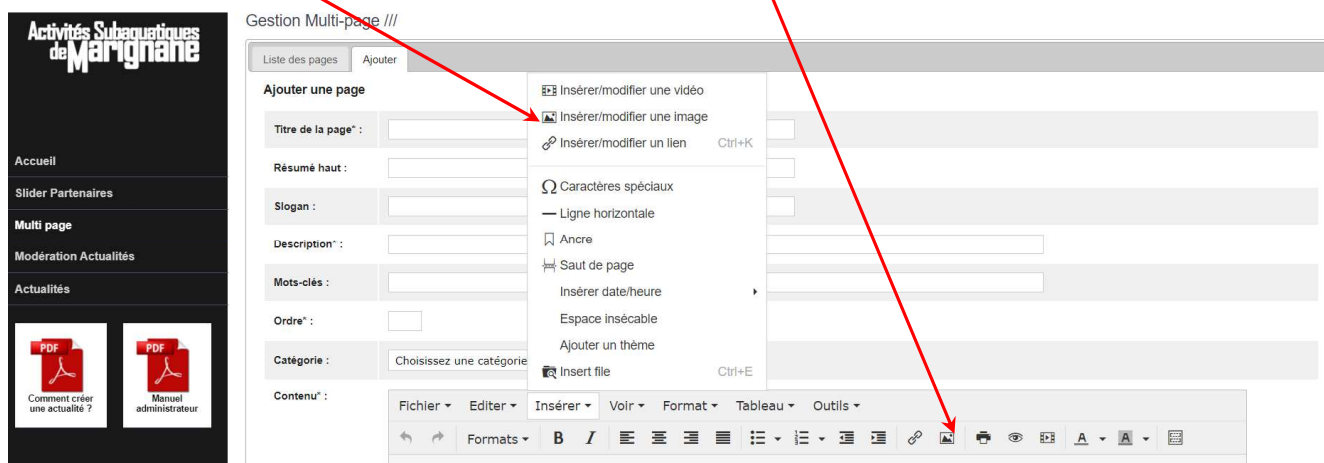 Activités Subaquatiques
de Marignane
Accueil
Slider Partenaires
Multi page
Modération Actualités
Actualités
PDF
Comment créer
une actualité ?
PDF
Manuel
administrateur
Gestion Multi-page ///
Liste des pages
Ajouter
Ajouter une page
Titre de la page* :
Résumé haut :
Slogan :
Description* :
Mots-clés :
Ordre* :
Catégorie :
Choisissez une catégorie
Contenu* :
Insérer/modifier une vidéo
Insérer/modifier une image
Insérer/modifier un lien Ctrl+K
Caractères spéciaux
Ligne horizontale
Ancre
Saut de page
Insérer date/heure
Espace insécable
Ajouter un thème
Insert file Ctrl+E
Fichier Editer Insérer Voir Format Tableau Outils
Formats B I A A